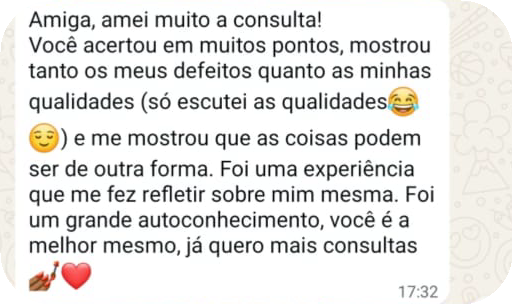 Amiga, amei muito a consulta!
Você acertou em muitos pontos, mostrou
tanto os meus defeitos quanto as minhas
qualidades (só escutei as qualidades😂
😌) e me mostrou que as coisas podem
ser de outra forma. Foi uma experiência
que me fez refletir sobre mim mesma. Foi
um grande autoconhecimento, você é a
melhor mesmo, já quero mais consultas
💅🏾❤️
17:32